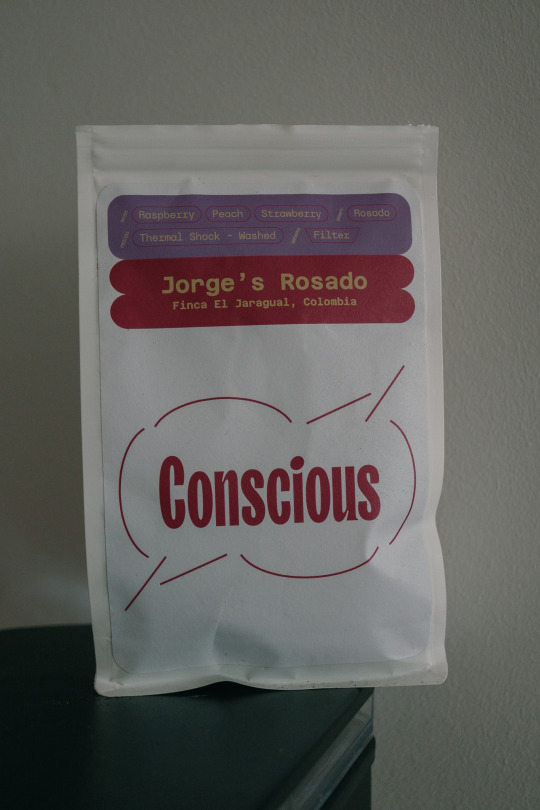 Raspberry Peach Strawberry Rosado
Thermal Shock - Washed Filter
Jorge's Rosado
Finca El Jaragual, Colombia
Conscious